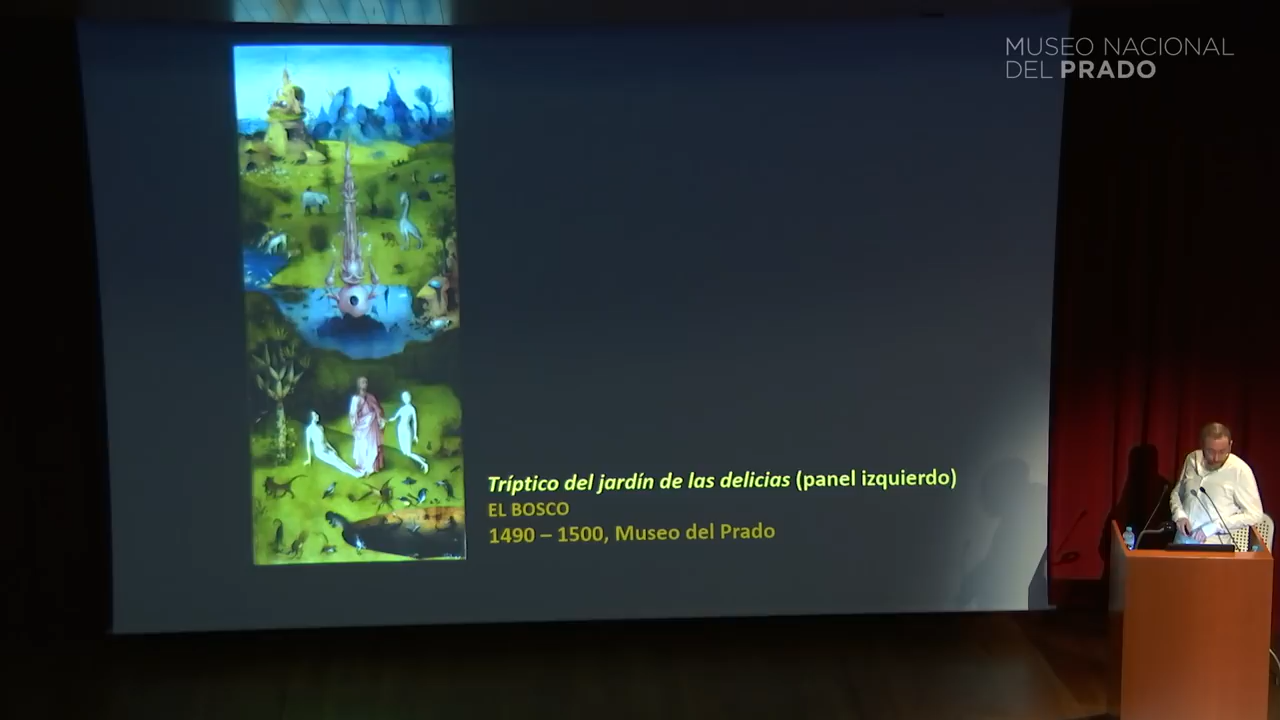 MUSEO NACIONAL
DEL PRADO
Tríptico del jardín de las delicias (panel izquierdo)
EL BOSCO
1490 – 1500, Museo del Prado